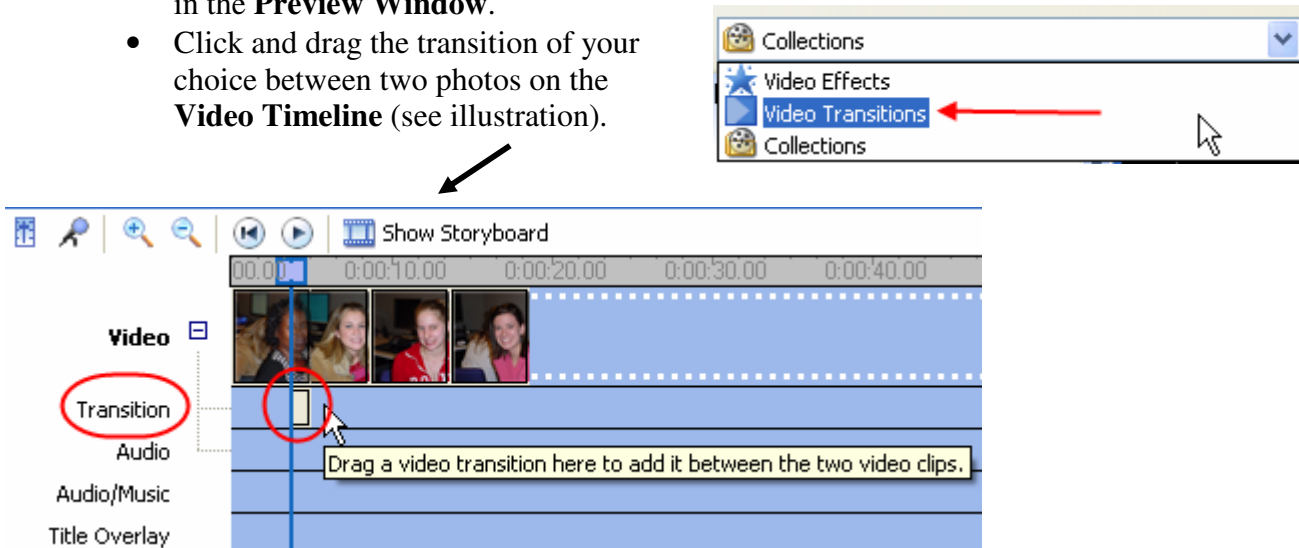 in the Preview Window.
• Click and drag the transition of your
choice between two photos on the
Video Timeline (see illustration).
Collections
Video Effects
Video Transitions
Collections
Show Storyboard
00.00 0:00:10.00 0:00:20.00 0:00:30.00 0:00:40.00
Video
Transition
Audio
Drag a video transition here to add it between the two video clips.
Audio/Music
Title Overlay